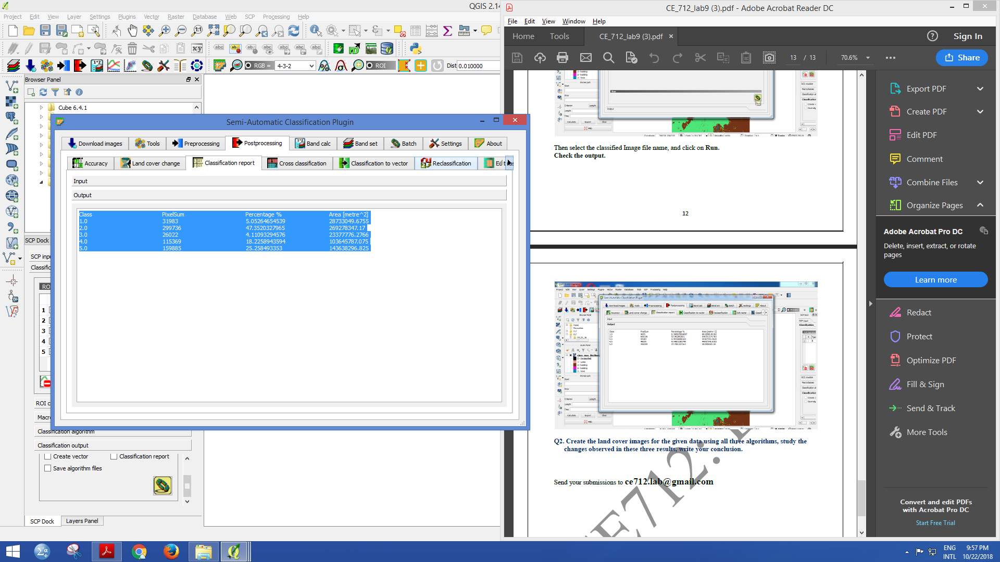 QGIS 2.14
Project Edit View Layer Settings Plugins Vector Raster Database Web SCP Processing Help
RGB = 4-3-2 ROI Dist 0.010000
Browser Panel
Cube 6.4.1
SCP Dock
SCP inpu
Classific
RO
1
2
3
4
5
ROI c
Macro
Classification algorithm
Classification output
Create vector Classification report
Save algorithm files
SCP Dock Layers Panel
Semi-Automatic Classification Plugin
Download images Tools Preprocessing Postprocessing Band calc Band set Batch Settings About
Accuracy Land cover change Classification report Cross classification Classification to vector Reclassification
Input
Output
Class PixelSum Percentage % Area [metre^2]
1.0 31983 5.05264654539 28733049.6755
2.0 299736 47.3520327965 269278347.17
3.0 26022 4.11093294576 23377776.2766
4.0 115369 18.2258943594 103645787.075
5.0 159885 25.258493353 143638296.825
CE_712_lab9 (3).pdf - Adobe Acrobat Reader DC
File Edit View Window Help
Home Tools CE_712_lab9 (3).pdf × Sign In
13 / 13 70.6% Share
Then select the classified Image file name, and click on Run.
Check the output.
12
Q2. Create the land cover images for the given data using all three algorithms, study the
changes observed in these three results, write your conclusion.
Send your submissions to ce712.lab@gmail.com
Export PDF
Create PDF
Edit PDF
Comment
Combine Files
Organize Pages
Adobe Acrobat Pro DC
Delete, insert, extract, or rotate
pages
Learn more
Redact
Protect
Optimize PDF
Fill & Sign
Send & Track
More Tools
Convert and edit PDFs
with Acrobat Pro DC
Start Free Trial
ENG 9:57 PM
INTL 10/22/2018